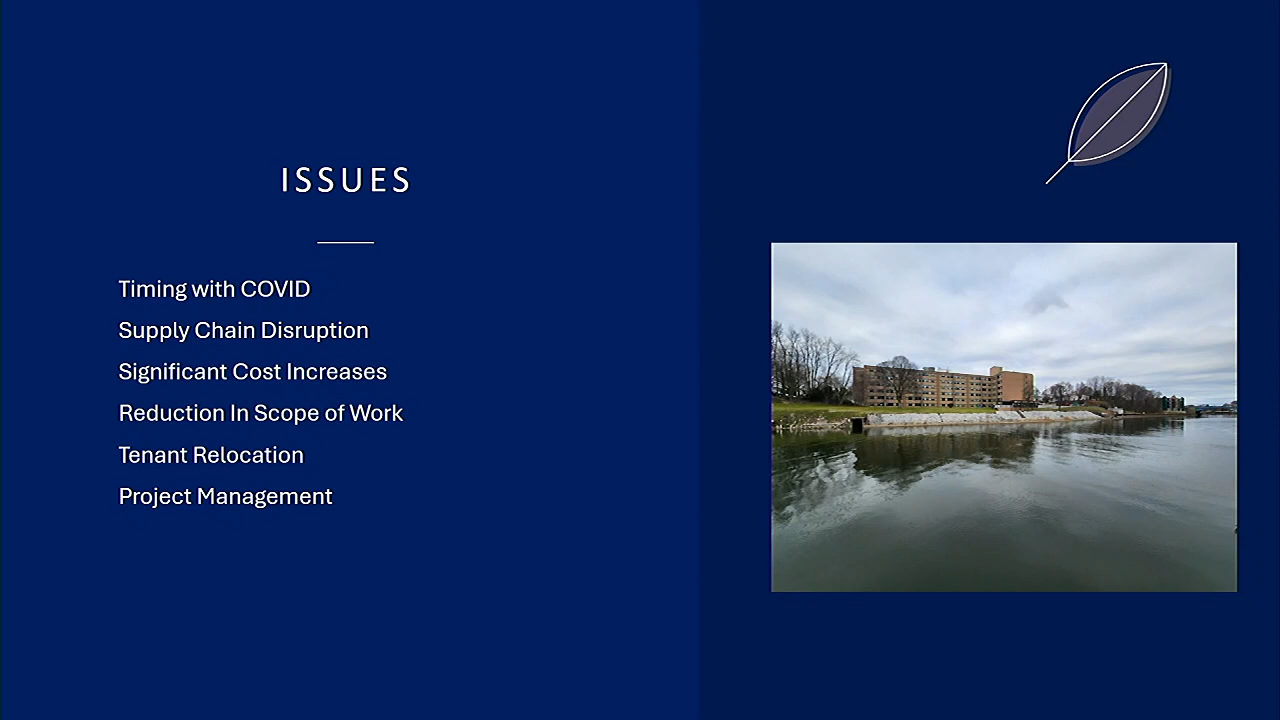 ISSUES
Timing with COVID
Supply Chain Disruption
Significant Cost Increases
Reduction In Scope of Work
Tenant Relocation
Project Management